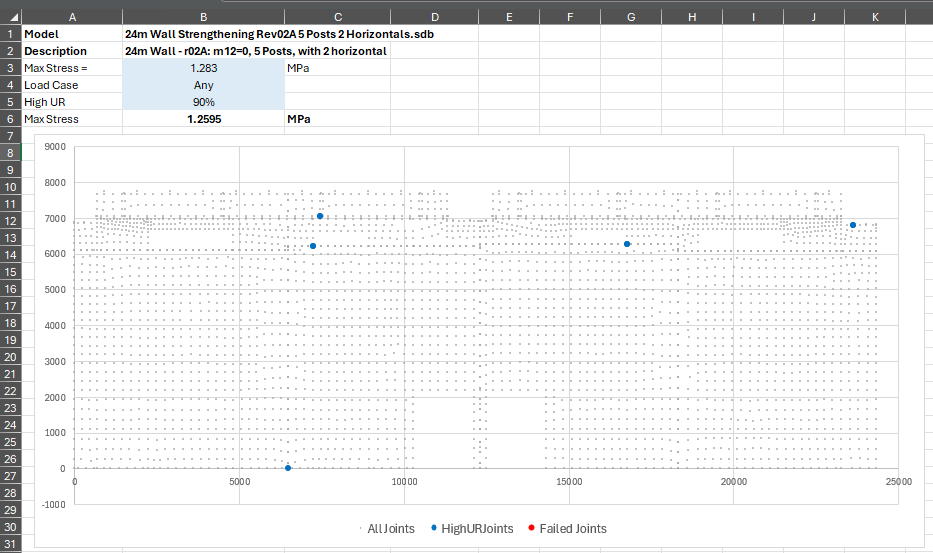 A B C D E F G H I J K
1 Model 24m Wall Strengthening Rev02A 5 Posts 2 Horizontals.sdb
2 Description 24m Wall - r02A: m12=0, 5 Posts, with 2 horizontal
3 Max Stress = 1.283 MPa
4 Load Case Any
5 High UR 90%
6 Max Stress 1.2595 MPa
7
8 9000
9
10 8000
11
12 7000
13
14 6000
15
16 5000
17
18 4000
19
20 3000
21
22 2000
23
24 1000
25
26 0
27 0 5000 10000 15000 20000 25000
28
29 -1000
30 All Joints HighURJoints Failed Joints
31